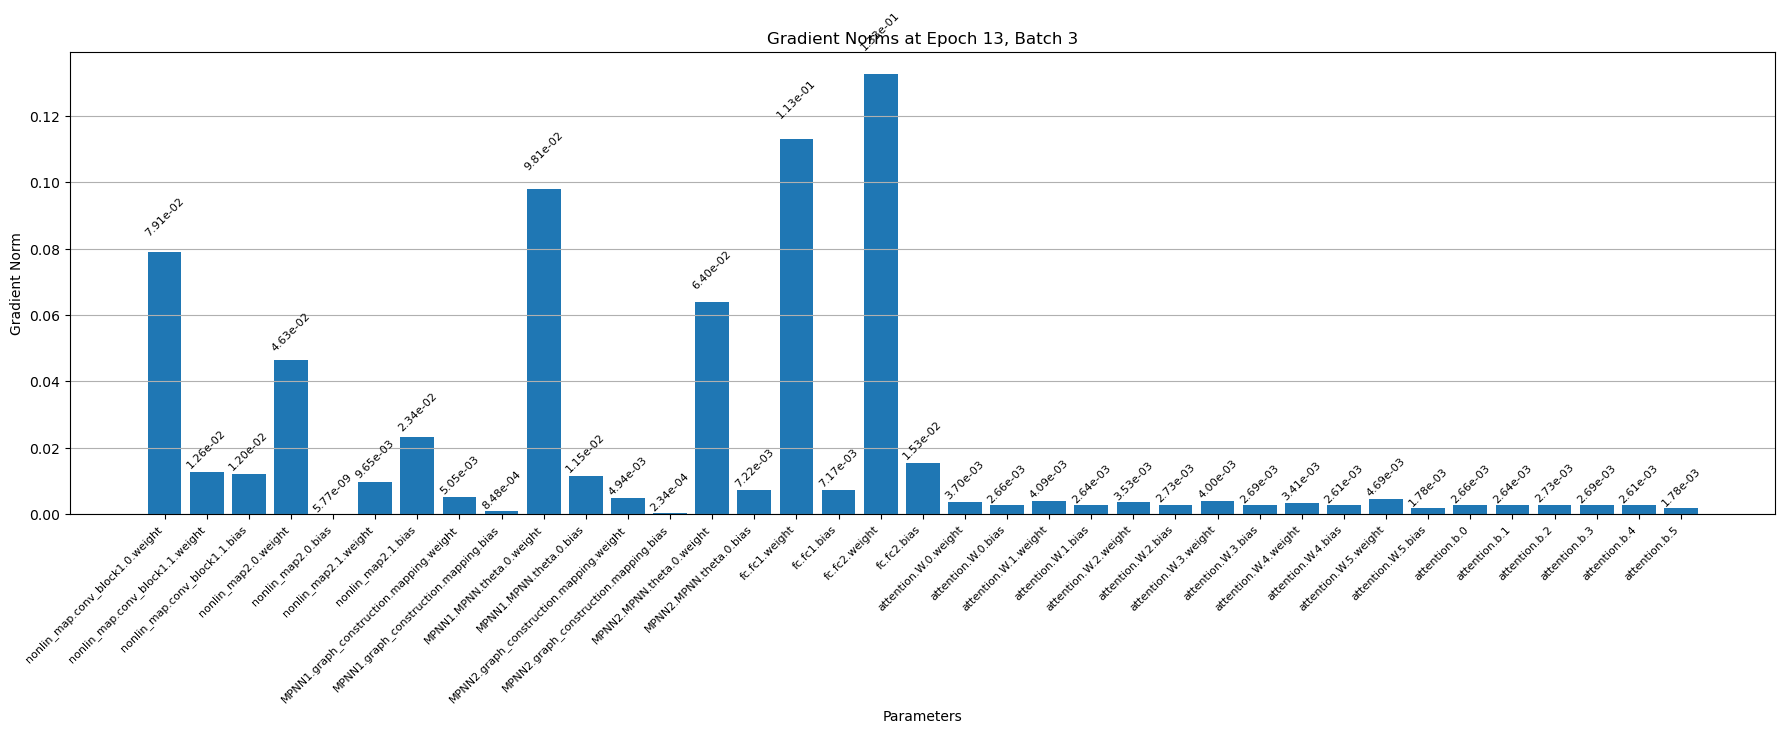 Gradient Norms at Epoch 13, Batch 3
Gradient Norm
0.12
0.10
0.08
0.06
0.04
0.02
0.00
7.91e-02
1.26e-02
1.20e-02
4.63e-02
5.77e-09
9.65e-03
2.34e-02
5.05e-03
8.48e-04
9.81e-02
1.15e-02
4.94e-03
2.34e-04
6.40e-02
7.22e-03
1.13e-01
7.17e-03
1.53e-02
3.70e-03
2.66e-03
4.09e-03
2.64e-03
3.53e-03
2.73e-03
4.00e-03
2.69e-03
3.41e-03
2.61e-03
4.69e-03
1.78e-03
2.66e-03
2.64e-03
2.73e-03
2.69e-03
2.61e-03
1.78e-03
nonlin_map.conv_block1.0.weight
nonlin_map.conv_block1.1.weight
nonlin_map.conv_block1.1.bias
nonlin_map2.0.weight
nonlin_map2.0.bias
nonlin_map2.1.weight
nonlin_map2.1.bias
MPNN1.graph_construction.mapping.weight
MPNN1.graph_construction.mapping.bias
MPNN1.MPNN.theta.0.weight
MPNN1.MPNN.theta.0.bias
MPNN2.graph_construction.mapping.weight
MPNN2.graph_construction.mapping.bias
MPNN2.MPNN.theta.0.weight
MPNN2.MPNN.theta.0.bias
fc.fc1.weight
fc.fc1.bias
fc.fc2.weight
fc.fc2.bias
attention.W.0.weight
attention.W.0.bias
attention.W.1.weight
attention.W.1.bias
attention.W.2.weight
attention.W.2.bias
attention.W.3.weight
attention.W.3.bias
attention.W.4.weight
attention.W.4.bias
attention.W.5.weight
attention.W.5.bias
attention.b.0
attention.b.1
attention.b.2
attention.b.3
attention.b.4
attention.b.5
Parameters